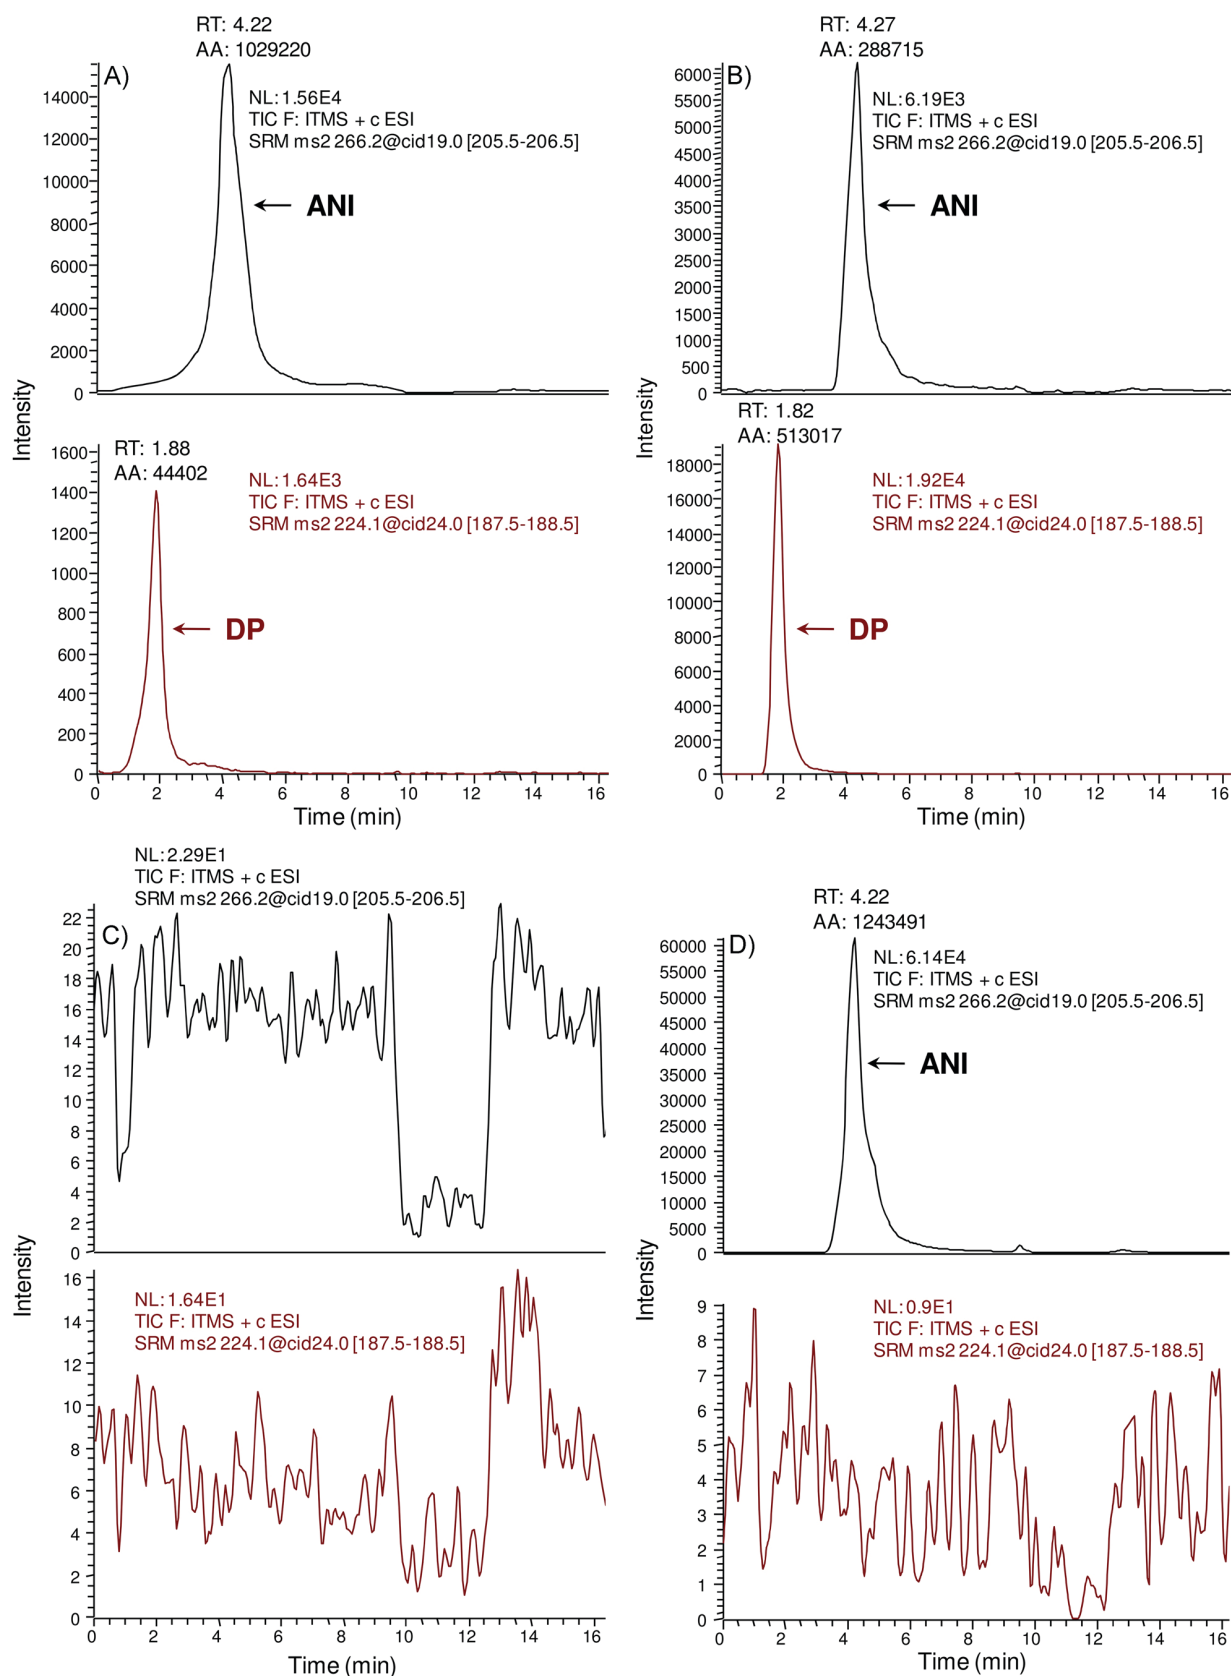 RT: 4.22
AA: 1029220
A)
NL:1.56E4
TIC F: ITMS + c ESI
SRM ms2 266.2@cid19.0 [205.5-206.5]
ANI
14000
12000
10000
8000
6000
4000
2000
0
Intensity
RT: 1.88
AA: 44402
NL:1.64E3
TIC F: ITMS + c ESI
SRM ms2 224.1@cid24.0 [187.5-188.5]
DP
1600
1400
1200
1000
800
600
400
200
0
0 2 4 6 8 10 12 14 16
Time (min)
RT: 4.27
AA: 288715
B)
NL:6.19E3
TIC F: ITMS + c ESI
SRM ms2 266.2@cid19.0 [205.5-206.5]
ANI
6000
5500
5000
4500
4000
3500
3000
2500
2000
1500
1000
500
0
Intensity
RT: 1.82
AA: 513017
NL:1.92E4
TIC F: ITMS + c ESI
SRM ms2 224.1@cid24.0 [187.5-188.5]
DP
18000
16000
14000
12000
10000
8000
6000
4000
2000
0
0 2 4 6 8 10 12 14 16
Time (min)
NL:2.29E1
TIC F: ITMS + c ESI
SRM ms2 266.2@cid19.0 [205.5-206.5]
C)
22
20
18
16
14
12
10
8
6
4
2
0
Intensity
NL:1.64E1
TIC F: ITMS + c ESI
SRM ms2 224.1@cid24.0 [187.5-188.5]
16
14
12
10
8
6
4
2
0
0 2 4 6 8 10 12 14 16
Time (min)
RT: 4.22
AA: 1243491
D)
NL:6.14E4
TIC F: ITMS + c ESI
SRM ms2 266.2@cid19.0 [205.5-206.5]
ANI
60000
55000
50000
45000
40000
35000
30000
25000
20000
15000
10000
5000
0
Intensity
NL:0.9E1
TIC F: ITMS + c ESI
SRM ms2 224.1@cid24.0 [187.5-188.5]
9
8
7
6
5
4
3
2
1
0
0 2 4 6 8 10 12 14 16
Time (min)